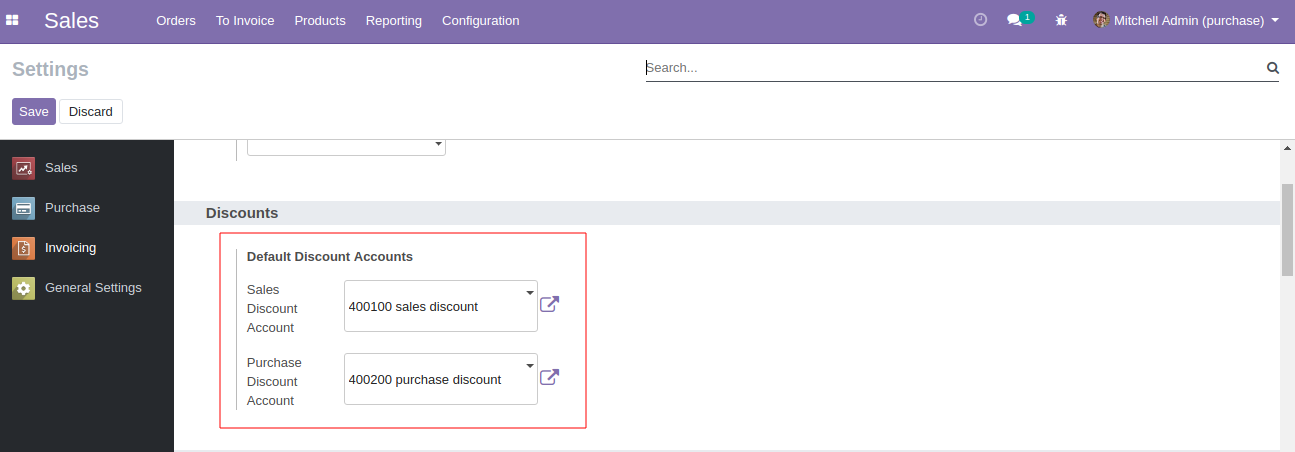 Sales Orders To Invoice Products Reporting Configuration 1 Mitchell Admin (purchase)
Settings Search...
Save Discard
Sales
Purchase
Invoicing
General Settings
Discounts
Default Discount Accounts
Sales
Discount
Account
400100 sales discount
Purchase
Discount
Account
400200 purchase discount